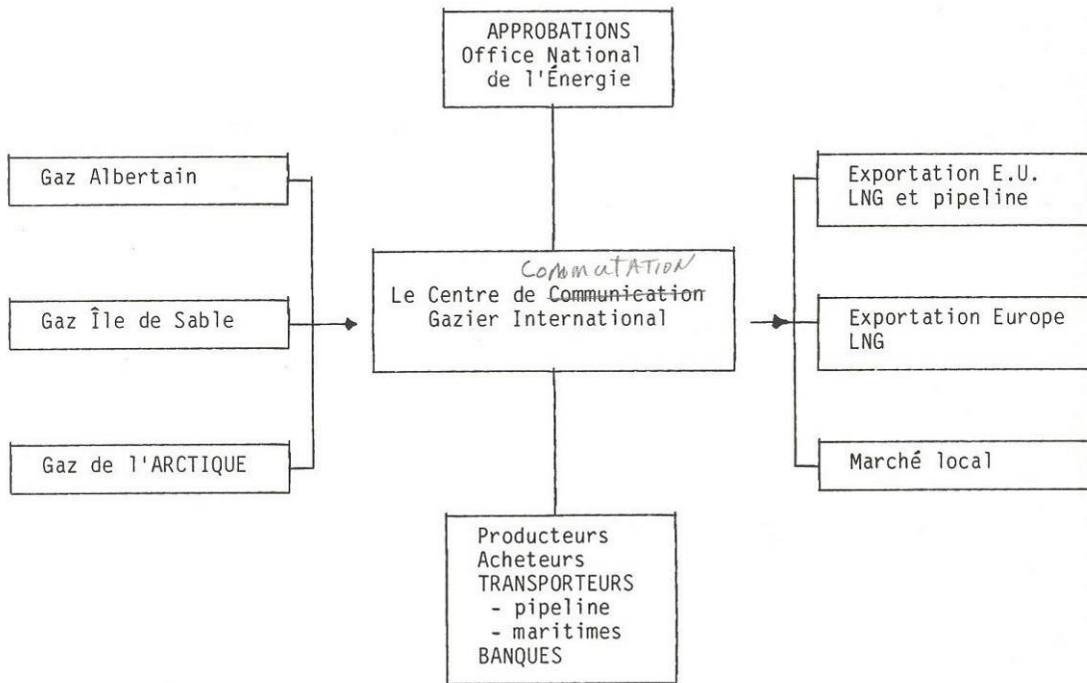 APPROBATIONS
Office National
de l'Énergie
Gaz Albertain
Gaz Île de Sable
Gaz de l'ARCTIQUE
COMMUTATION
Le Centre de Communication
Gazier International
Exportation E.U.
LNG et pipeline
Exportation Europe
LNG
Marché local
Producteurs
Acheteurs
TRANSPORTEURS
- pipeline
- maritimes
BANQUES